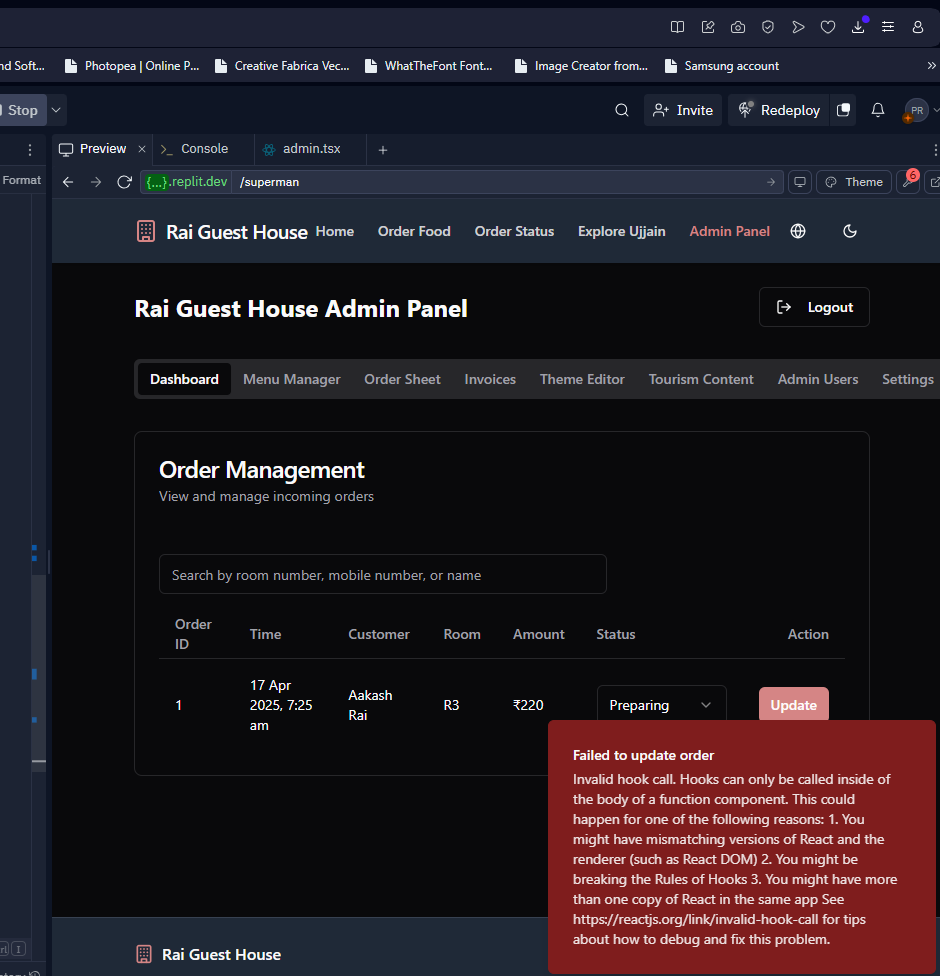 nd Soft...
Photopea | Online P...
Creative Fabrica Vec...
WhatTheFont Font...
Image Creator from...
Samsung account
»
Stop
Invite
Redeploy
PR
Preview
Console
admin.tsx
Format
{...}.replit.dev
/superman
Theme
6
Rai Guest House
Home
Order Food
Order Status
Explore Ujjain
Admin Panel
Rai Guest House Admin Panel
Logout
Dashboard
Menu Manager
Order Sheet
Invoices
Theme Editor
Tourism Content
Admin Users
Settings
Order Management
View and manage incoming orders
Search by room number, mobile number, or name
Order
ID
Time
Customer
Room
Amount
Status
Action
1
17 Apr
2025, 7:25
am
Aakash
Rai
R3
₹220
Preparing
Update
Failed to update order
Invalid hook call. Hooks can only be called inside of
the body of a function component. This could
happen for one of the following reasons: 1. You
might have mismatching versions of React and the
renderer (such as React DOM) 2. You might be
breaking the Rules of Hooks 3. You might have more
than one copy of React in the same app See
https://reactjs.org/link/invalid-hook-call for tips
about how to debug and fix this problem.
Rai Guest House
I